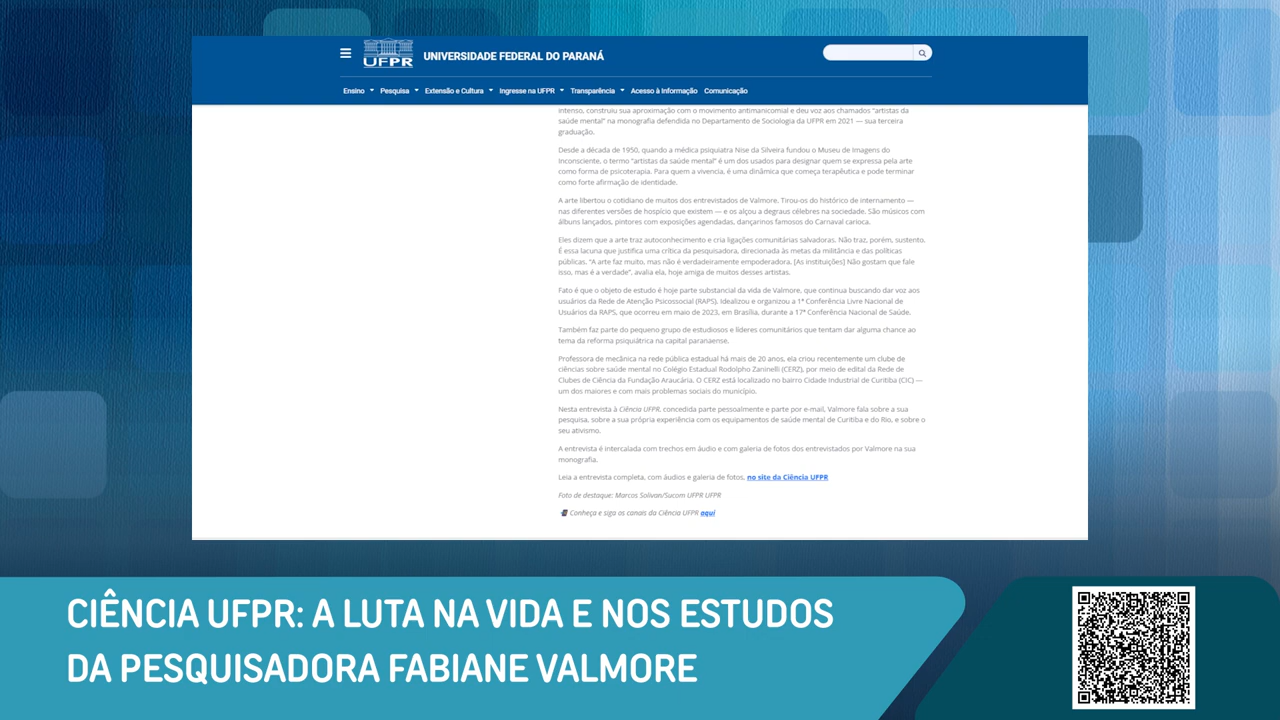 UFPR
UNIVERSIDADE FEDERAL DO PARANÁ
Ensino
Pesquisa
Extensão e Cultura
Ingresse na UFPR
Transparência
Acesso à Informação
Comunicação
intenso, construiu sua aproximação com o movimento antimanicomial e deu voz aos chamados “artistas da
saúde mental” na monografia defendida no Departamento de Sociologia da UFPR em 2021 — sua terceira
graduação.
Desde a década de 1950, quando a médica psiquiatra Nise da Silveira fundou o Museu de Imagens do
Inconsciente, o termo “artistas da saúde mental” é um dos usados para designar quem se expressa pela arte
como forma de psicoterapia. Para quem a vivencia, é uma dinâmica que começa terapêutica e pode terminar
como forte afirmação de identidade.
A arte libertou o cotidiano de muitos dos entrevistados de Valmore. Tirou-os do histórico de internamento —
nas diferentes versões de hospício que existem — e os alçou a degraus célebres na sociedade. São músicos com
álbuns lançados, pintores com exposições agendadas, dançarinos famosos do Carnaval carioca.
Eles dizem que a arte traz autoconhecimento e cria ligações comunitárias salvadoras. Não traz, porém, sustento.
É essa lacuna que justifica uma crítica da pesquisadora, direcionada às metas da militância e das políticas
públicas. “A arte faz muito, mas não é verdadeiramente empoderadora. [As instituições] Não gostam que fale
isso, mas é a verdade”, avalia ela, hoje amiga de muitos desses artistas.
Fato é que o objeto de estudo é hoje parte substancial da vida de Valmore, que continua buscando dar voz aos
usuários da Rede de Atenção Psicossocial (RAPS). Idealizou e organizou a 1ª Conferência Livre Nacional de
Usuários da RAPS, que ocorreu em maio de 2023, em Brasília, durante a 17ª Conferência Nacional de Saúde.
Também faz parte do pequeno grupo de estudiosos e líderes comunitários que tentam dar alguma chance ao
tema da reforma psiquiátrica na capital paranaense.
Professora de mecânica na rede pública estadual há mais de 20 anos, ela criou recentemente um clube de
ciências sobre saúde mental no Colégio Estadual Rodolpho Zaninelli (CERZ), por meio de edital da Rede de
Clubes de Ciência da Fundação Araucária. O CERZ está localizado no bairro Cidade Industrial de Curitiba (CIC) —
um dos maiores e com mais problemas sociais do município.
Nesta entrevista à Ciência UFPR, concedida parte pessoalmente e parte por e-mail, Valmore fala sobre a sua
pesquisa, sobre a sua própria experiência com os equipamentos de saúde mental de Curitiba e do Rio, e sobre o
seu ativismo.
A entrevista é intercalada com trechos em áudio e com galeria de fotos dos entrevistados por Valmore na sua
monografia.
Leia a entrevista completa, com áudios e galeria de fotos, no site da Ciência UFPR
Foto de destaque: Marcos Solivan/Sucom UFPR UFPR
Conheça e siga os canais da Ciência UFPR aqui
CIÊNCIA UFPR: A LUTA NA VIDA E NOS ESTUDOS
DA PESQUISADORA FABIANE VALMORE